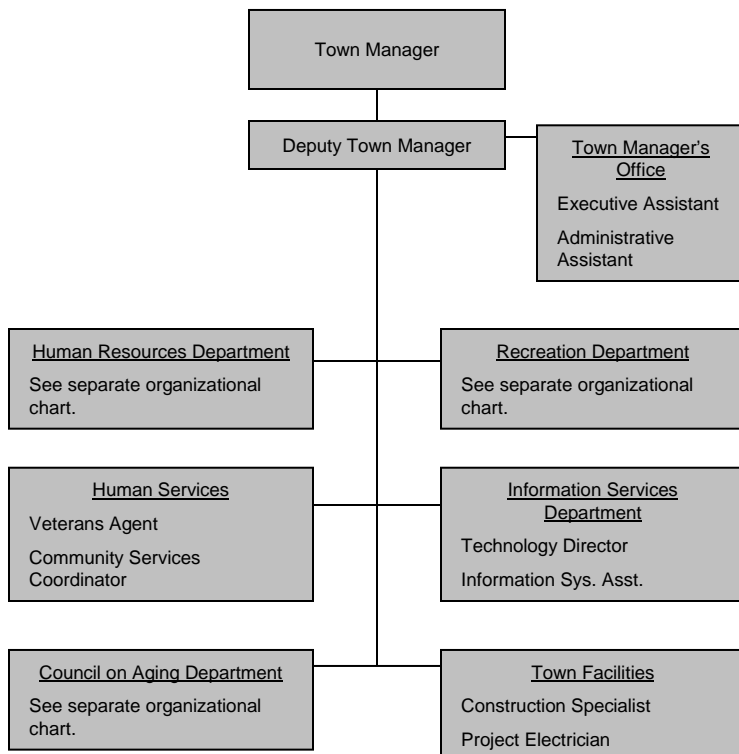 Town Manager
Deputy Town Manager
Town Manager's
Office
Executive Assistant
Administrative
Assistant
Human Resources Department
See separate organizational
chart.
Recreation Department
See separate organizational
chart.
Human Services
Veterans Agent
Community Services
Coordinator
Information Services
Department
Technology Director
Information Sys. Asst.
Council on Aging Department
See separate organizational
chart.
Town Facilities
Construction Specialist
Project Electrician